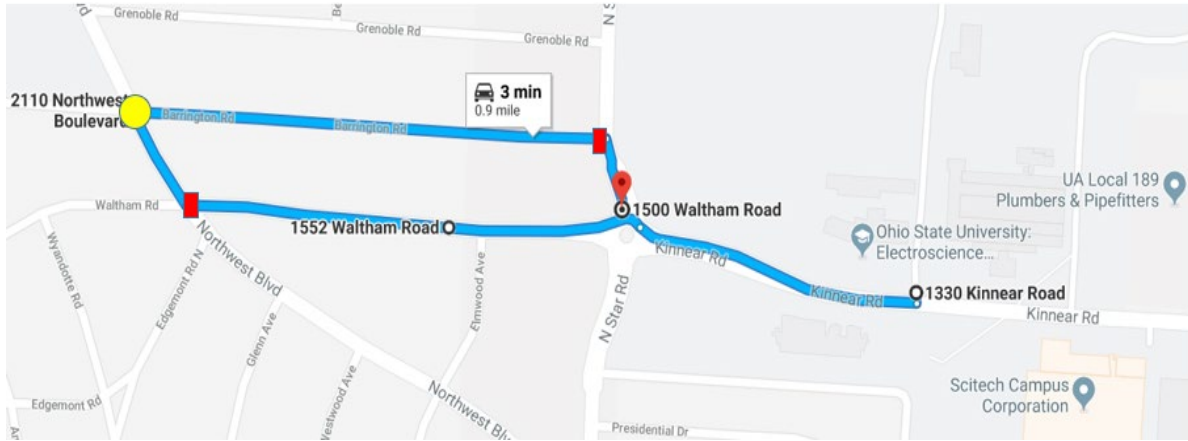 Grenoble Rd
Grenoble Rd
Grenoble Rd
N S
Be
vd
2110 Northwest
Boulevard
Barrington Rd
Barrington Rd
3 min
0.9 mile
UA Local 189
Plumbers & Pipefitters
Waltham Rd
1552 Waltham Road
1500 Waltham Road
Ohio State University:
Electroscience...
Kinnear Rd
Wyandotte Rd
Edgemont Rd N
Northwest Blvd
Elmwood Ave
N Star Rd
Kinnear Rd
1330 Kinnear Road
Kinnear Rd
Glenn Ave
Westwood Ave
Northwest Blvd
Scitech Campus
Corporation
Edgemont Rd
Presidential Dr